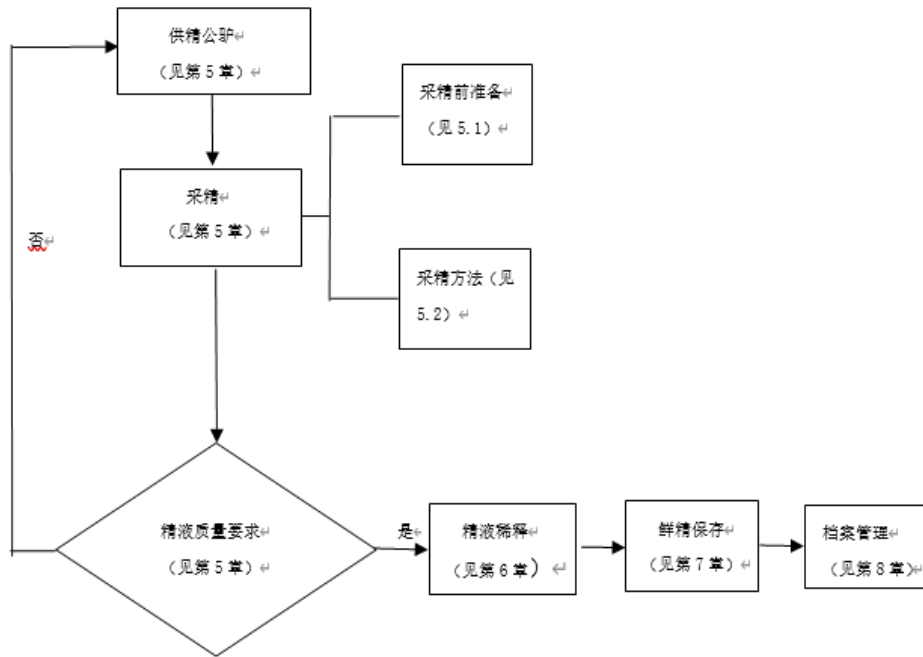 供精公驴
（见第5章）
采精前准备
（见5.1）
采精
（见第5章）
否
采精方法（见
5.2）
精液质量要求
（见第5章）
是
精液稀释
（见第6章）
鲜精保存
（见第7章）
档案管理
（见第8章）